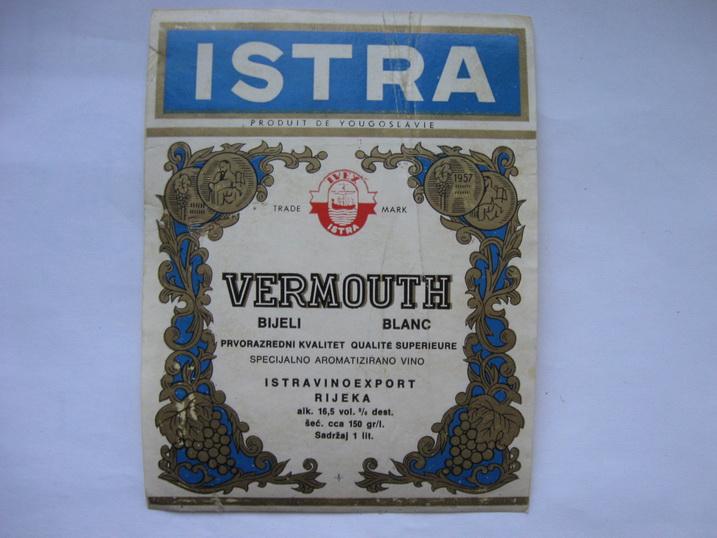 ISTRA
PRODUIT DE YOUGOSLAVIE
1957
IVEZ
TRADE MARK
ISTRA
VERMOUTH
BIJELI BLANC
PRVORAZREDNI KVALITET QUALITE SUPERIEURE
SPECIJALNO AROMATIZIRANO VINO
ISTRAVINOEXPORT
RIJEKA
alk. 16,5 vol. % dest.
šeć. cca 150 gr/l.
Sadržaj 1 lit.